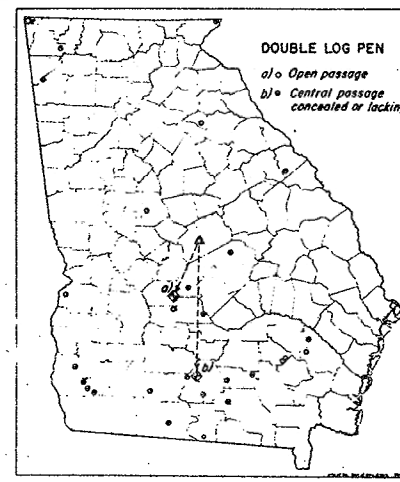 DOUBLE LOG PEN
a) o Open passage
b) • Central passage
concealed or lacking
a)
b)